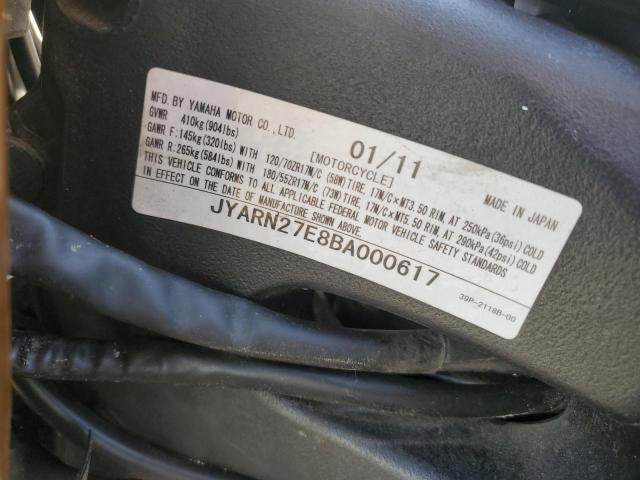 MFD. BY YAMAHA MOTOR CO., LTD. 01/11 MADE IN JAPAN
GVWR 410kg(904lbs) [MOTORCYCLE]
GAWR F:145kg(320lbs) WITH 120/70ZR17M/C (58W) TIRE, 17M/C×MT3.50 RIM, AT 250kPa(36psi) COLD
GAWR R:265kg(584lbs) WITH 180/55ZR17M/C (73W) TIRE, 17M/C×MT5.50 RIM, AT 290kPa(42psi) COLD
THIS VEHICLE CONFORMS TO ALL APPLICABLE FEDERAL MOTOR VEHICLE SAFETY STANDARDS
IN EFFECT ON THE DATE OF MANUFACTURE SHOWN ABOVE.
JYARN27E8BA000617
39P-2118B-00